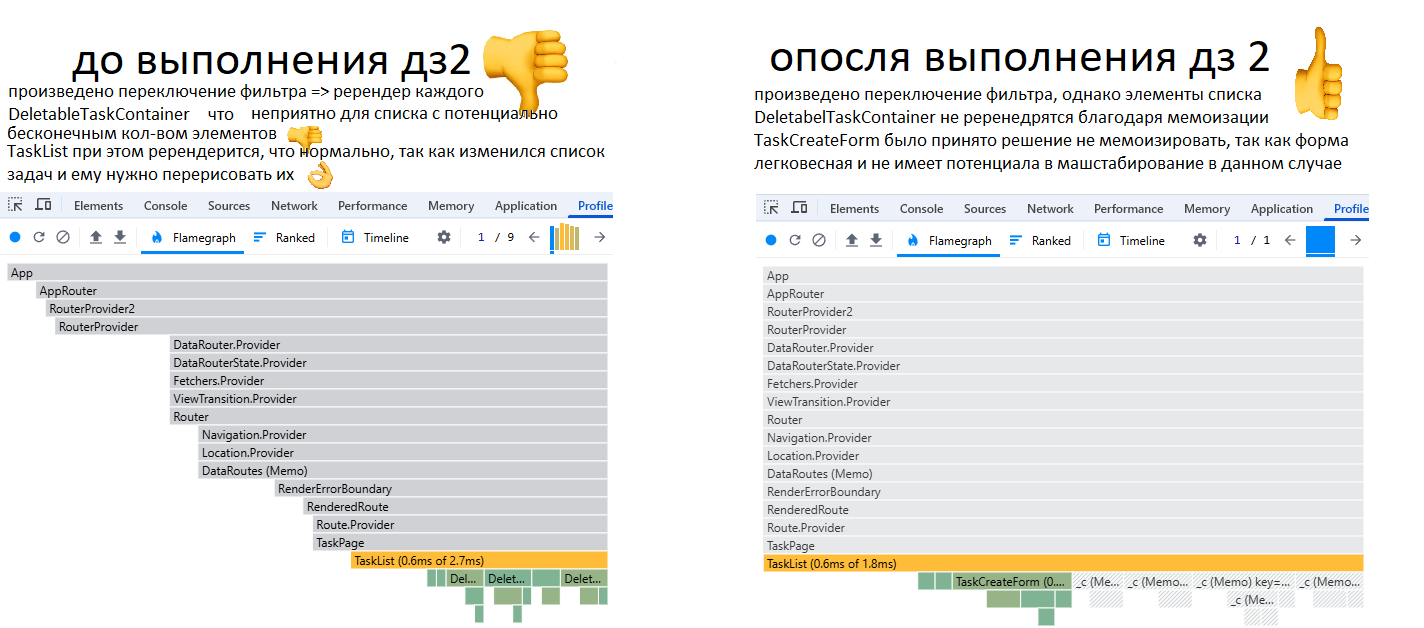 до выполнения дз2
произведено переключение фильтра => ререндер каждого
DeletableTaskContainer что неприятно для списка с потенциально
бесконечным кол-вом элементов
TaskList при этом ререндерится, что нормально, так как изменился список
задач и ему нужно перерисовать их
Elements Console Sources Network Performance Memory Application Profile
Flamegraph Ranked Timeline 1 / 9
App
AppRouter
RouterProvider2
RouterProvider
DataRouter.Provider
DataRouterState.Provider
Fetchers.Provider
ViewTransition.Provider
Router
Navigation.Provider
Location.Provider
DataRoutes (Memo)
RenderErrorBoundary
RenderedRoute
Route.Provider
TaskPage
TaskList (0.6ms of 2.7ms)
Del... Delet... Delet...
опосля выполнения дз 2
произведено переключение фильтра, однако элементы списка
DeletabelTaskContainer не реренедрятся благодаря мемоизации
TaskCreateForm было принято решение не мемоизировать, так как форма
легковесная и не имеет потенциала в машстабирование в данном случае
Elements Console Sources Network Performance Memory Application Profile
Flamegraph Ranked Timeline 1 / 1
App
AppRouter
RouterProvider2
RouterProvider
DataRouter.Provider
DataRouterState.Provider
Fetchers.Provider
ViewTransition.Provider
Router
Navigation.Provider
Location.Provider
DataRoutes (Memo)
RenderErrorBoundary
RenderedRoute
Route.Provider
TaskPage
TaskList (0.6ms of 1.8ms)
TaskCreateForm (0.... _c (Me... _c (Memo... _c (Memo) key=... _c (Memo...
_c (Me...